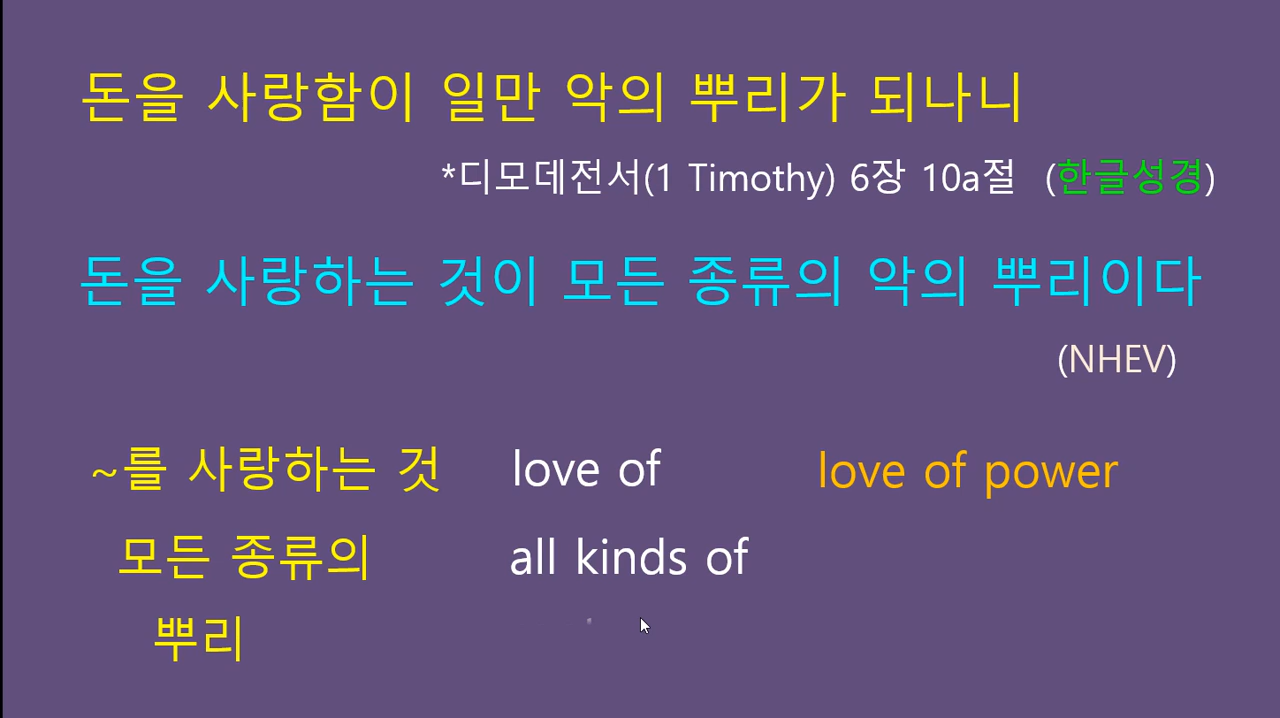 돈을 사랑함이 일만 악의 뿌리가 되나니
*디모데전서(1 Timothy) 6장 10a절 (한글성경)
돈을 사랑하는 것이 모든 종류의 악의 뿌리이다
(NHEV)
~를 사랑하는 것 love of love of power
모든 종류의 all kinds of
뿌리